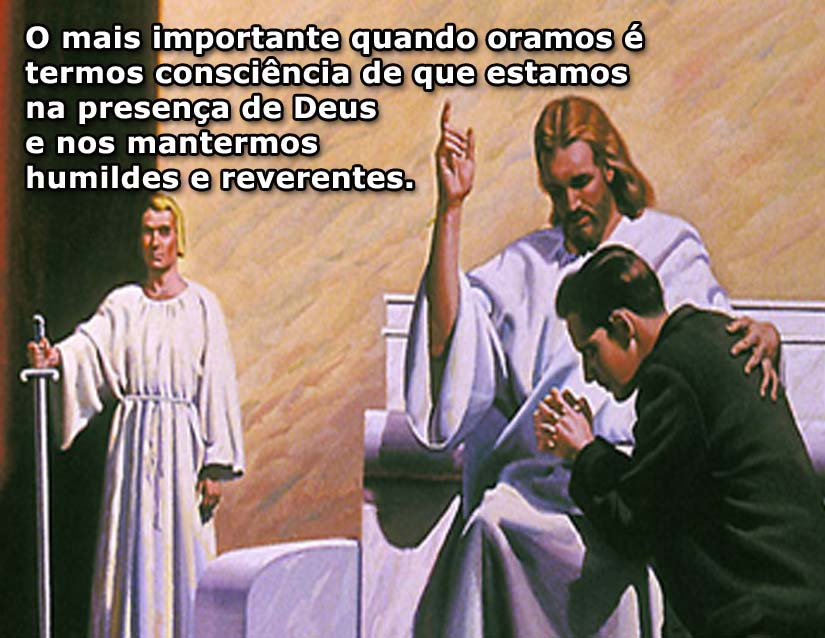 O mais importante quando oramos é
termos consciência de que estamos
na presença de Deus
e nos mantermos
humildes e reverentes.